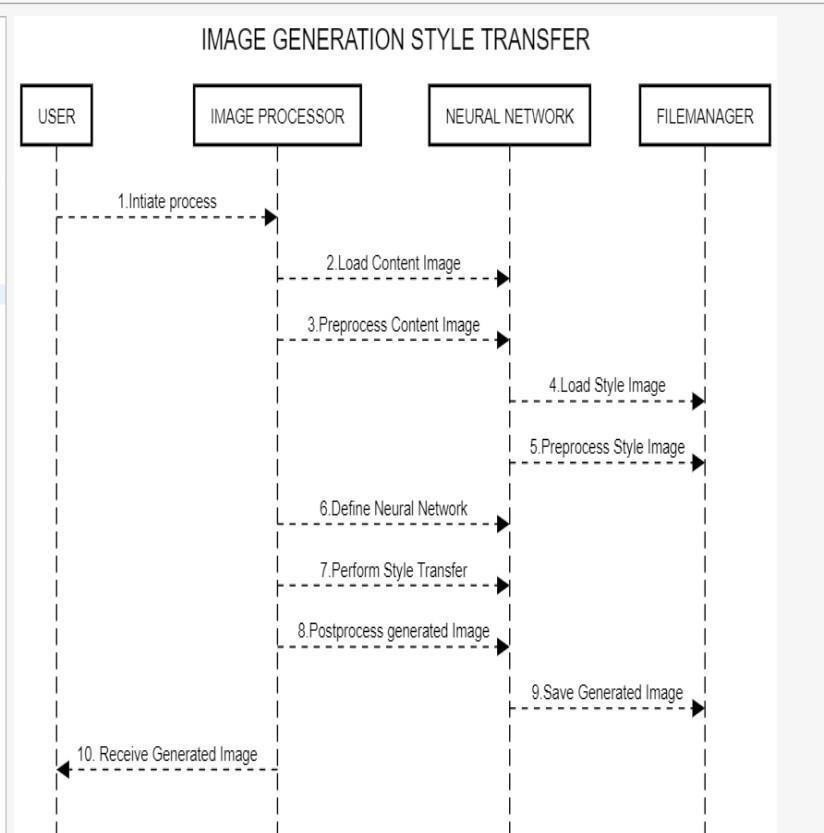 IMAGE GENERATION STYLE TRANSFER
USER
IMAGE PROCESSOR
NEURAL NETWORK
FILEMANAGER
1.Intiate process
2.Load Content Image
3.Preprocess Content Image
4.Load Style Image
5.Preprocess Style Image
6.Define Neural Network
7.Perform Style Transfer
8.Postprocess generated Image
9.Save Generated Image
10. Receive Generated Image